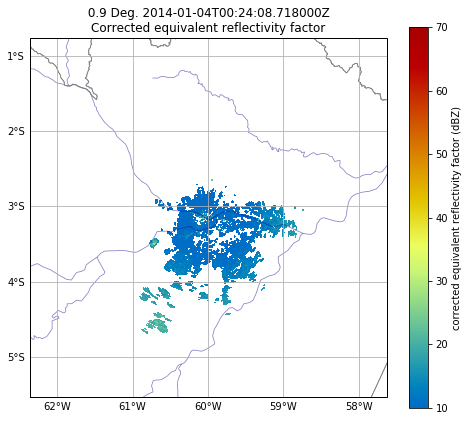 0.9 Deg. 2014-01-04T00:24:08.718000Z
Corrected equivalent reflectivity factor
1°S
2°S
3°S
4°S
5°S
62°W
61°W
60°W
59°W
58°W
70
60
50
40
30
20
10
corrected equivalent reflectivity factor (dBZ)